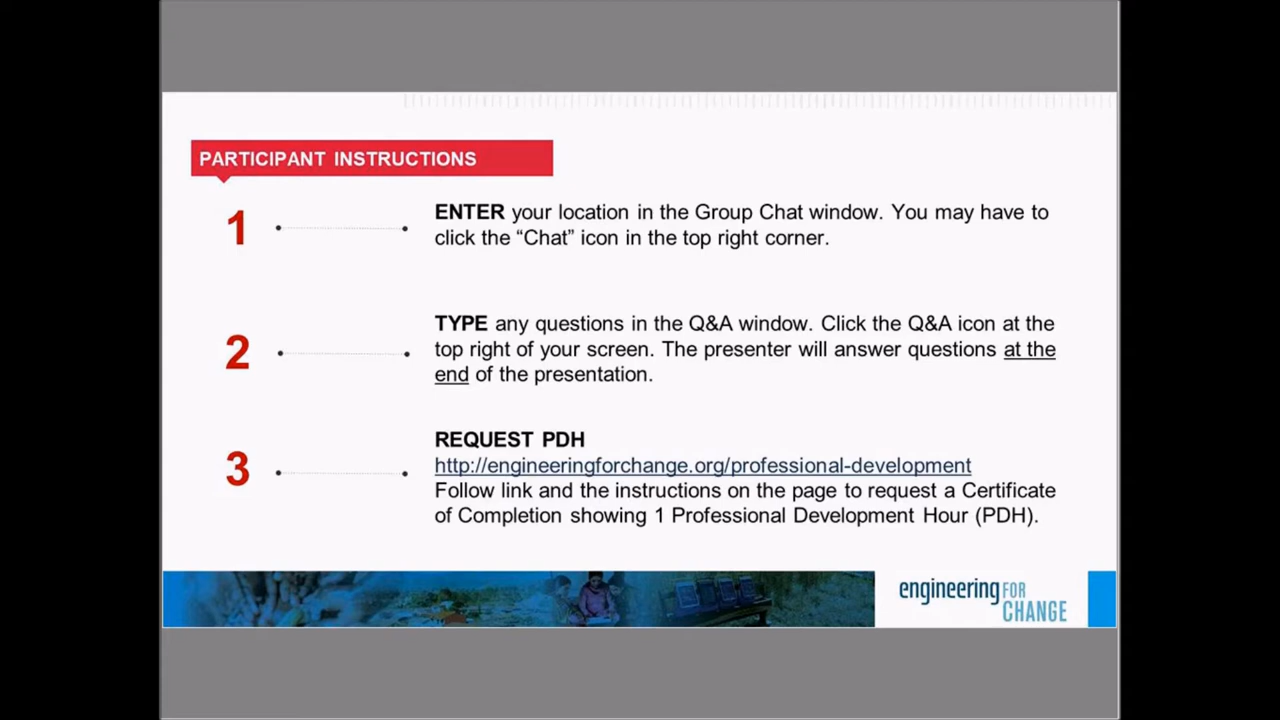 PARTICIPANT INSTRUCTIONS
1
ENTER your location in the Group Chat window. You may have to
click the “Chat” icon in the top right corner.
2
TYPE any questions in the Q&A window. Click the Q&A icon at the
top right of your screen. The presenter will answer questions at the
end of the presentation.
3
REQUEST PDH
http://engineeringforchange.org/professional-development
Follow link and the instructions on the page to request a Certificate
of Completion showing 1 Professional Development Hour (PDH).
engineering FOR
CHANGE